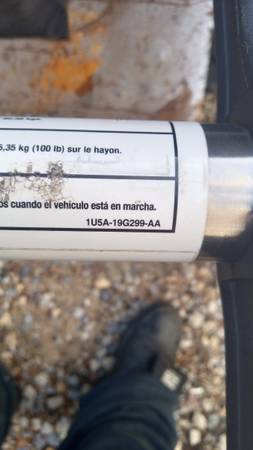 5,35 kg (100 lb) sur le hayon.
os cuando el vehículo está en marcha.
1U5A-19G299-AA